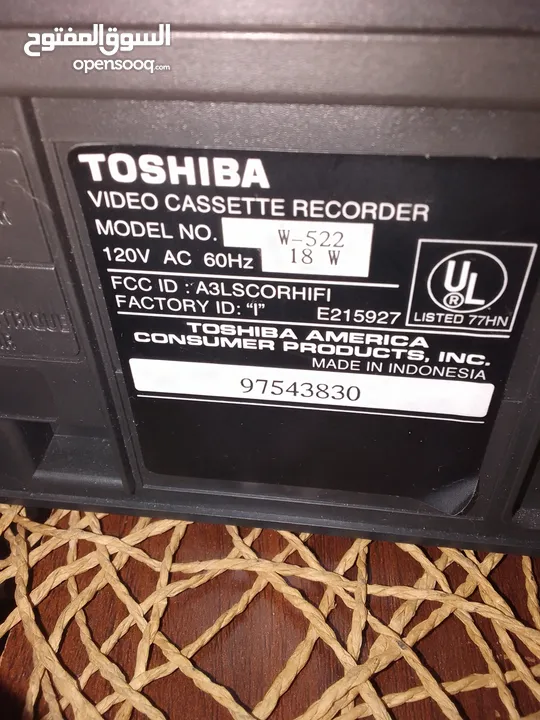 السوق المفتوح
opensooq.com
TOSHIBA
VIDEO CASSETTE RECORDER
MODEL NO. W-522
120V AC 60Hz 18 W
FCC ID : A3LSCORHIFI
FACTORY ID: "I" E215927
UL
®
LISTED 77HN
TOSHIBA AMERICA
CONSUMER PRODUCTS, INC.
MADE IN INDONESIA
97543830